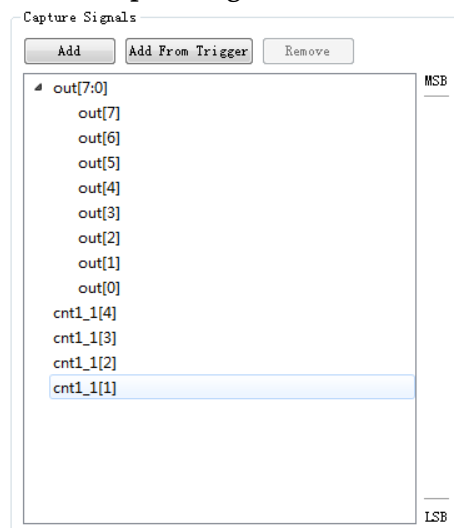 Capture Signals
Add Add From Trigger Remove
MSB
out[7:0]
out[7]
out[6]
out[5]
out[4]
out[3]
out[2]
out[1]
out[0]
cnt1_1[4]
cnt1_1[3]
cnt1_1[2]
cnt1_1[1]
LSB